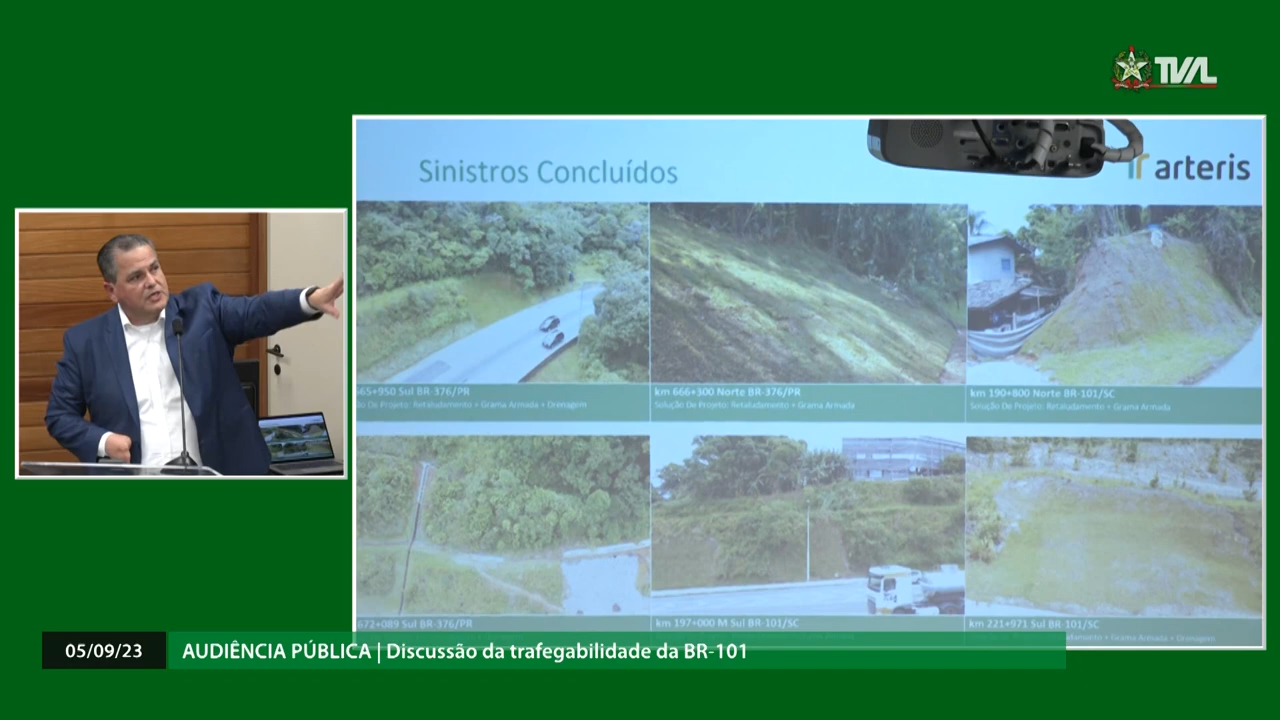 TVAL
Sinistros Concluídos
arteris
665+950 Sul BR-376/PR
km 666+300 Norte BR-376/PR
km 190+800 Norte BR-101/SC
De Projeto: Retaludamento + Grama Armada + Drenagem
Solução De Projeto: Retaludamento + Grama Armada
Solução De Projeto: Retaludamento + Grama Armada
672+089 Sul BR-376/PR
km 197+000 M Sul BR-101/SC
km 221+971 Sul BR-101/SC
Grama Armada + Drenagem
05/09/23
AUDIÊNCIA PÚBLICA | Discussão da trafegabilidade da BR-101